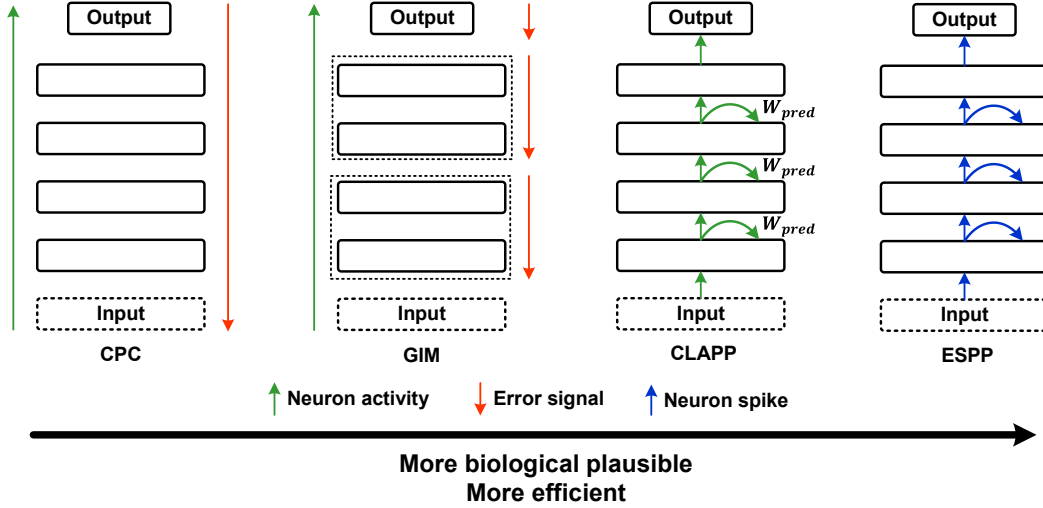 Output
Output
Output
Output
W_pred
W_pred
W_pred
Input
Input
Input
Input
CPC
GIM
CLAPP
ESPP
Neuron activity
Error signal
Neuron spike
More biological plausible
More efficient